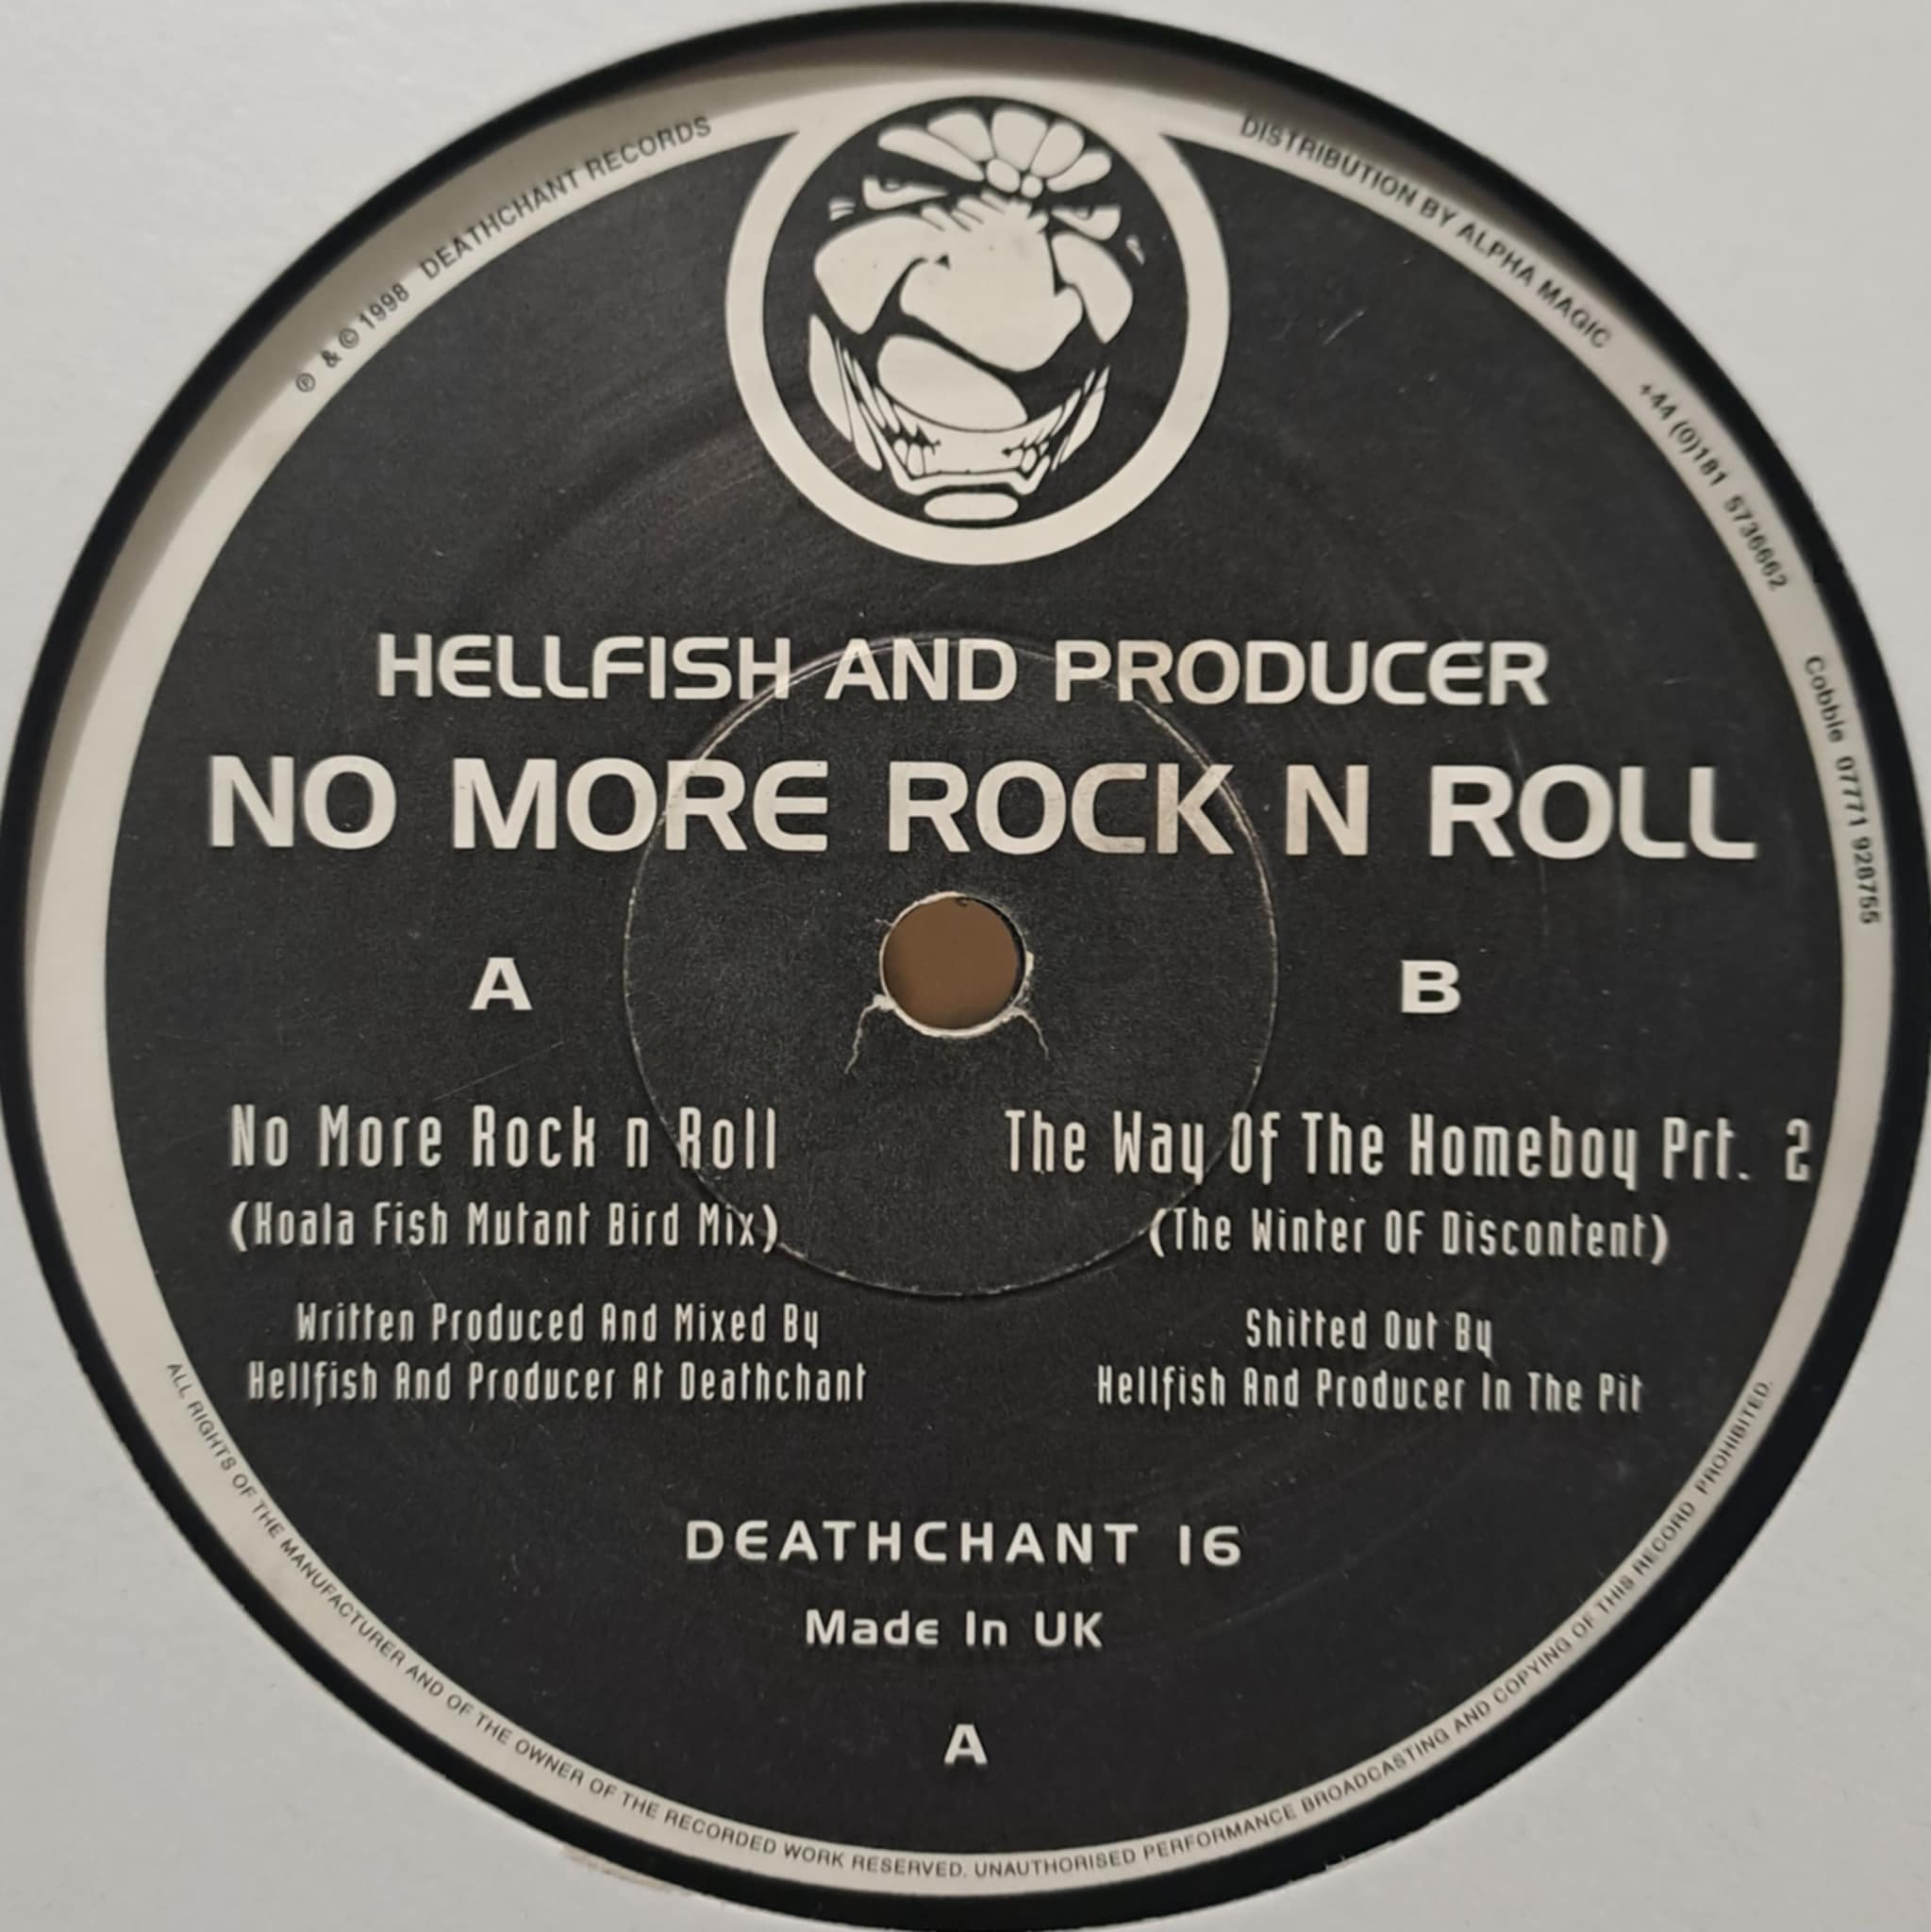 ℗ & © 1998 DEATHCHANT RECORDS
DISTRIBUTION BY ALPHA MAGIC +44 (0)181 5736662 Cobble 07771 928755
HELLFISH AND PRODUCER
NO MORE ROCK N ROLL
A
B
No More Rock n Roll
(Koala Fish Mutant Bird Mix)
Written Produced And Mixed By
Hellfish And Producer At Deathchant
The Way Of The Homeboy Prt. 2
(The Winter OF Discontent)
Shitted Out By
Hellfish And Producer In The Pit
DEATHCHANT 16
Made In UK
A
ALL RIGHTS OF THE MANUFACTURER AND OF THE OWNER OF THE RECORDED WORK RESERVED. UNAUTHORISED PERFORMANCE BROADCASTING AND COPYING OF THIS RECORD PROHIBITED.